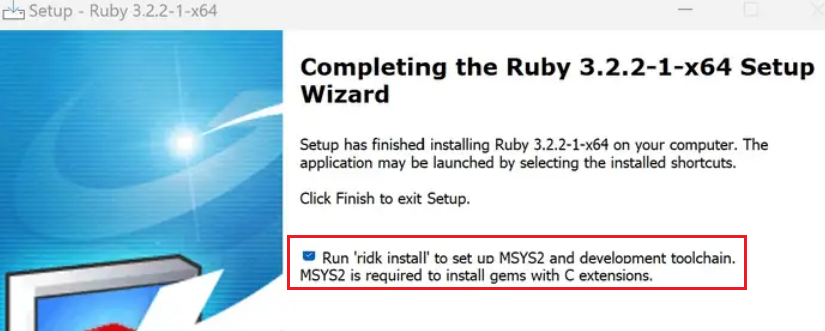 Setup - Ruby 3.2.2-1-x64
Completing the Ruby 3.2.2-1-x64 Setup
Wizard
Setup has finished installing Ruby 3.2.2-1-x64 on your computer. The
application may be launched by selecting the installed shortcuts.
Click Finish to exit Setup.
Run 'ridk install' to set up MSYS2 and development toolchain.
MSYS2 is required to install gems with C extensions.